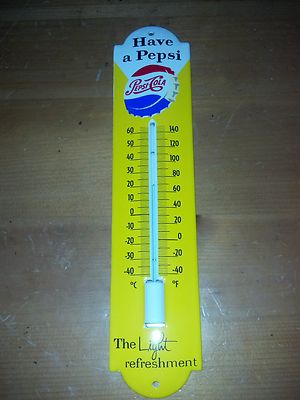 Have
a Pepsi
PEPSI-COLA
60 140
50 120
40 100
30 80
20 60
10 40
0 20
-10 0
-20 -20
-30 -40
-40
°C °F
The Light
refreshment